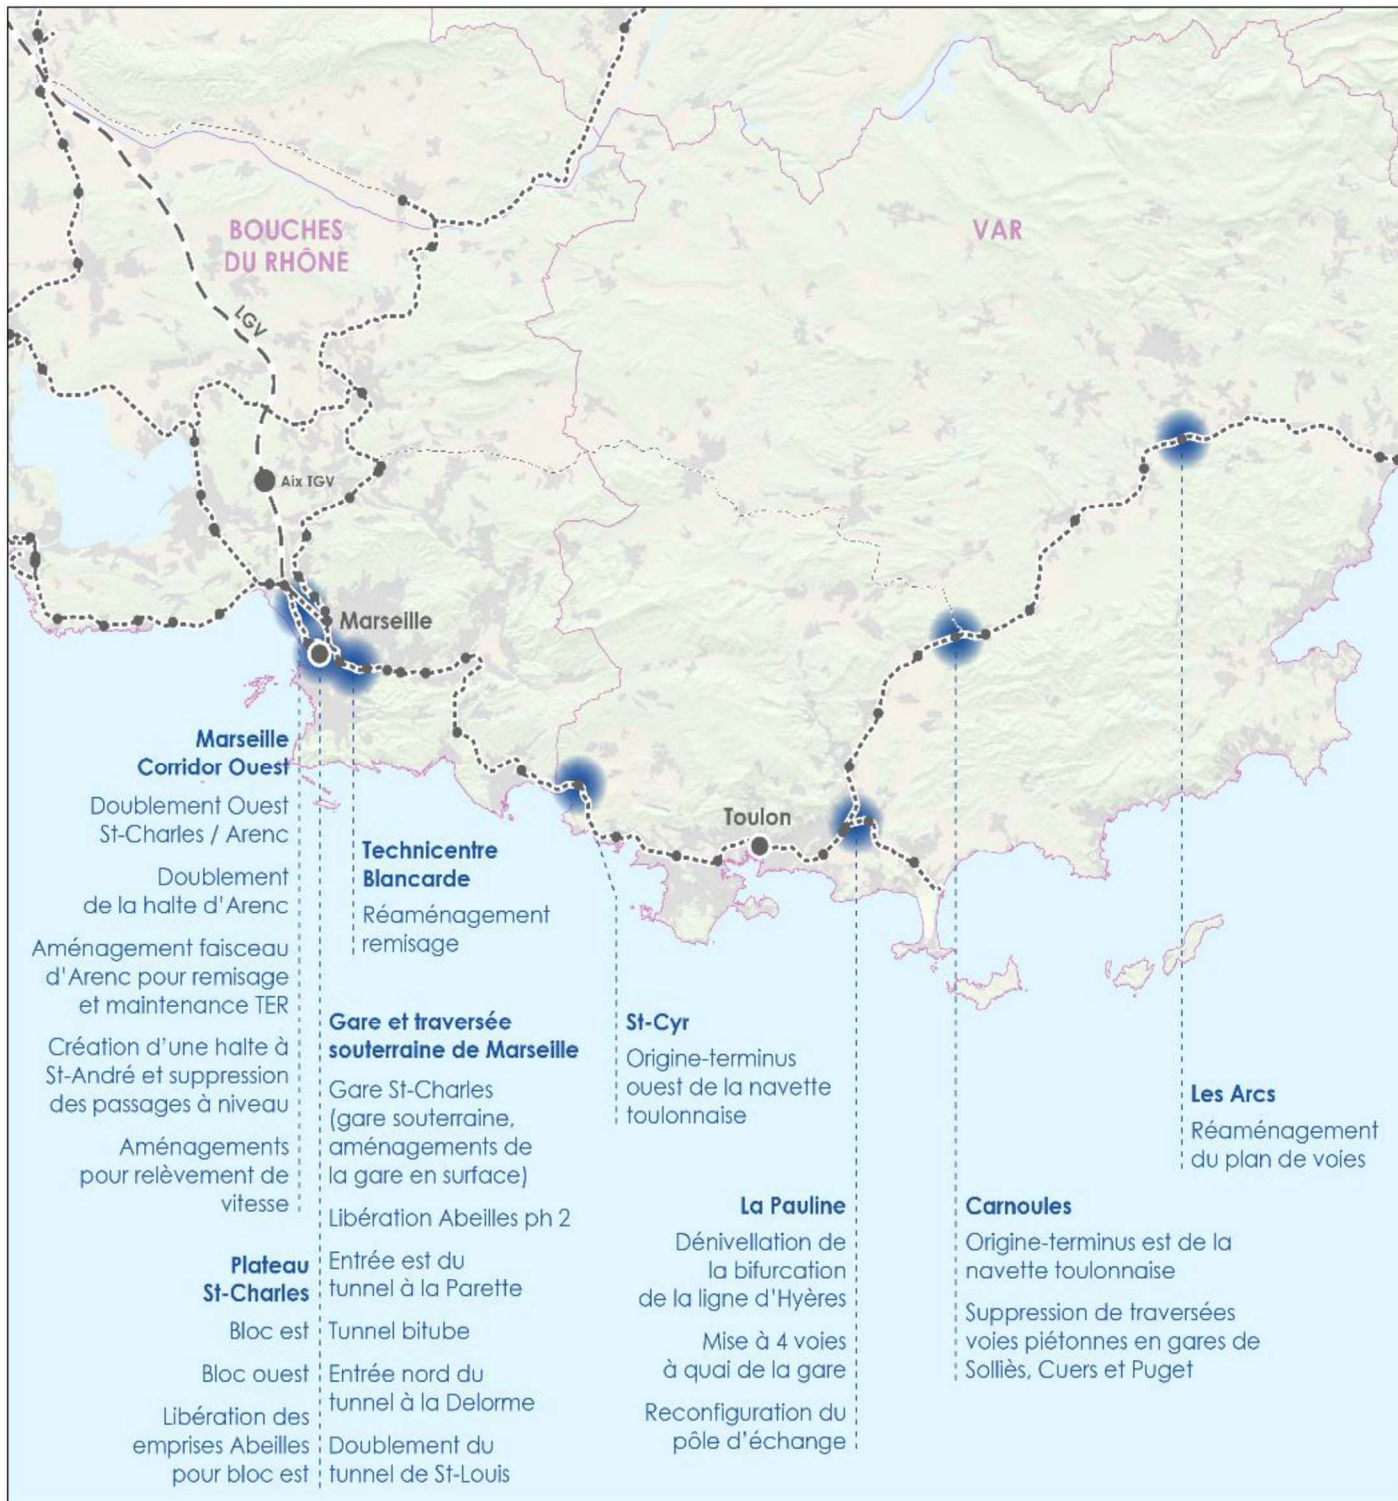 BOUCHES
DU RHÔNE
VAR
LGV
Aix TGV
Marseille
Toulon
Marseille
Corridor Ouest
Doublement Ouest
St-Charles / Arenc
Doublement
de la halte d'Arenc
Aménagement faisceau
d'Arenc pour remisage
et maintenance TER
Création d'une halte à
St-André et suppression
des passages à niveau
Aménagements
pour relèvement de
vitesse
Plateau
St-Charles
Bloc est
Bloc ouest
Libération des
emprises Abeilles
pour bloc est
Technicentre
Blancarde
Réaménagement
remisage
Gare et traversée
souterraine de Marseille
Gare St-Charles
(gare souterraine,
aménagements de
la gare en surface)
Libération Abeilles ph 2
Entrée est du
tunnel à la Parette
Tunnel bitube
Entrée nord du
tunnel à la Delorme
Doublement du
tunnel de St-Louis
St-Cyr
Origine-terminus
ouest de la navette
toulonnaise
La Pauline
Dénivellation de
la bifurcation
de la ligne d'Hyères
Mise à 4 voies
à quai de la gare
Reconfiguration du
pôle d'échange
Carnoules
Origine-terminus est de la
navette toulonnaise
Suppression de traversées
voies piétonnes en gares de
Solliès, Cuers et Puget
Les Arcs
Réaménagement
du plan de voies